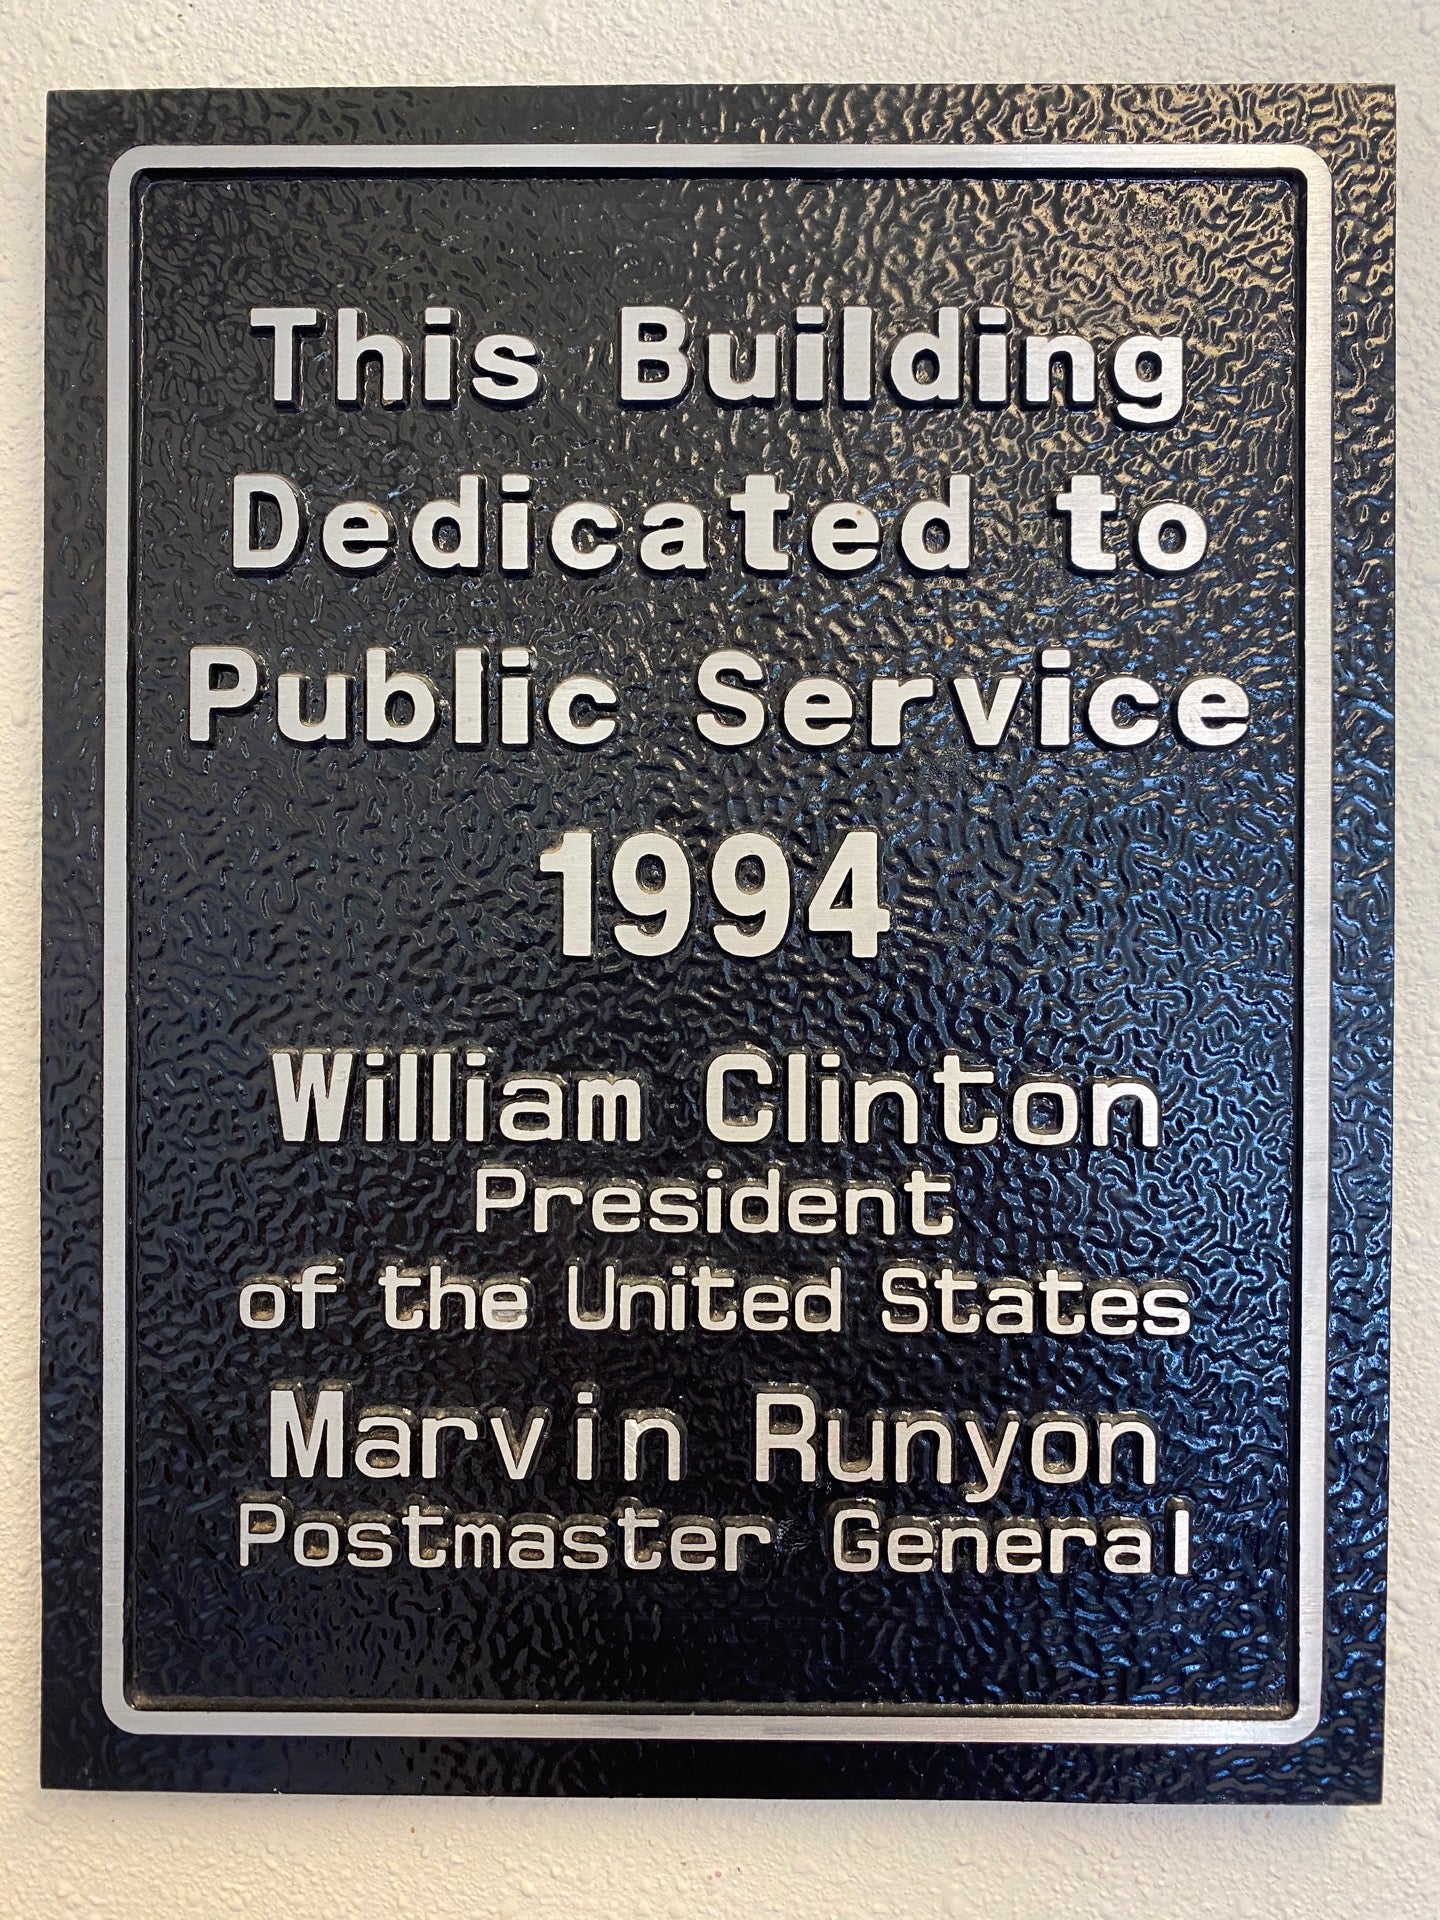 This Building
Dedicated to
Public Service
1994
William Clinton
President
of the United States
Marvin Runyon
Postmaster General